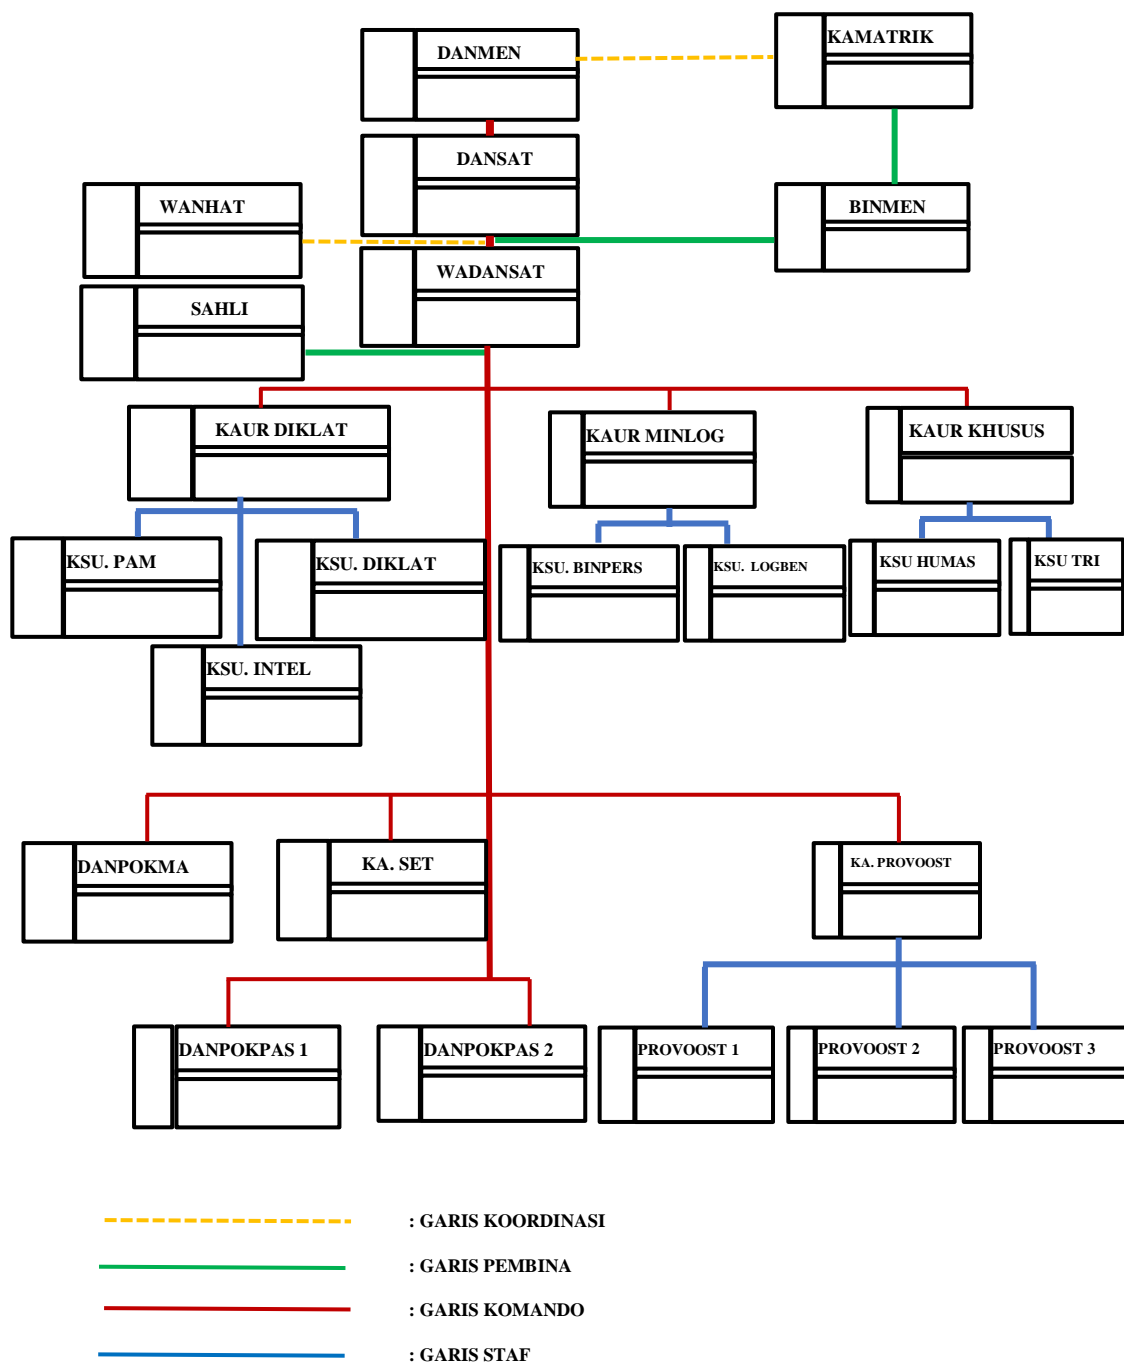 DANMEN
KAMATRIK
DANSAT
WANHAT
BINMEN
WADANSAT
SAHLI
KAUR DIKLAT
KAUR MINLOG
KAUR KHUSUS
KSU. PAM
KSU. DIKLAT
KSU. BINPERS
KSU. LOGBEN
KSU HUMAS
KSU TRI
KSU. INTEL
DANPOKMA
KA. SET
KA. PROVOOST
DANPOKPAS 1
DANPOKPAS 2
PROVOOST 1
PROVOOST 2
PROVOOST 3
: GARIS KOORDINASI
: GARIS PEMBINA
: GARIS KOMANDO
: GARIS STAF